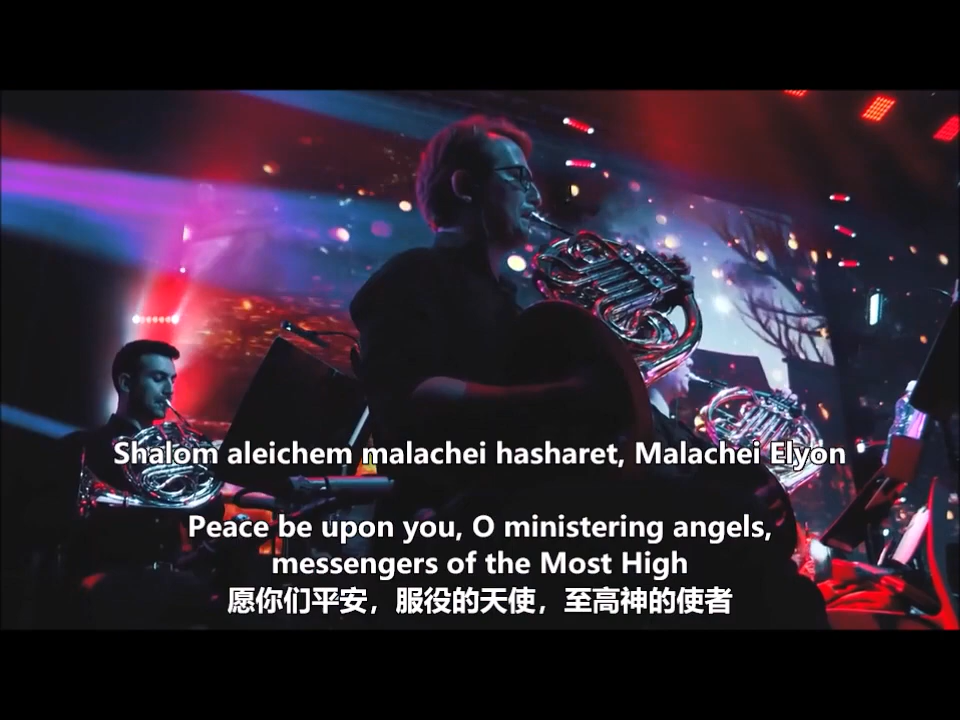 Shalom aleichem malachei hasharet, Malachei Elyon
Peace be upon you, O ministering angels,
messengers of the Most High
愿你们平安，服役的天使，至高神的使者